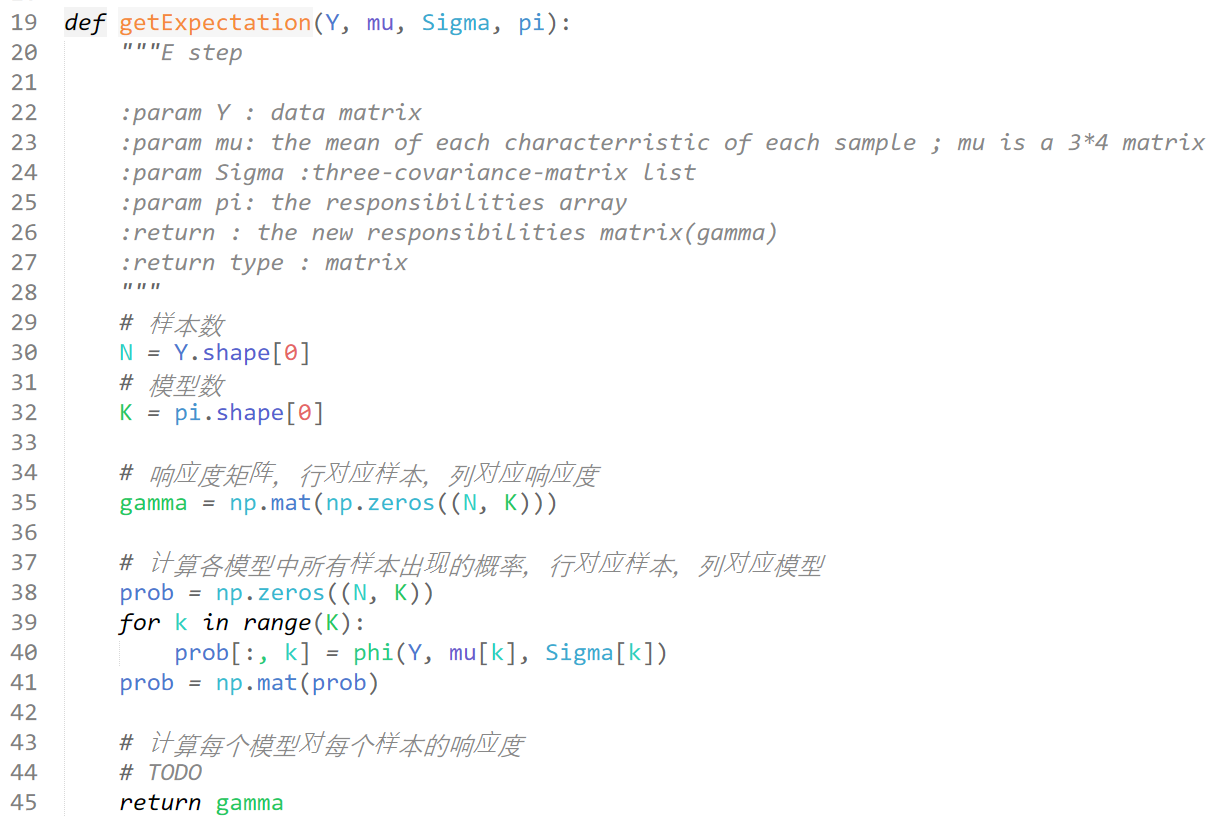 19 def getExpectation(Y, mu, Sigma, pi):
20 """E step
21
22 :param Y : data matrix
23 :param mu: the mean of each characterristic of each sample ; mu is a 3*4 matrix
24 :param Sigma :three-covariance-matrix list
25 :param pi: the responsibilities array
26 :return : the new responsibilities matrix(gamma)
27 :return type : matrix
28 """
29 # 样本数
30 N = Y.shape[0]
31 # 模型数
32 K = pi.shape[0]
33
34 # 响应度矩阵, 行对应样本, 列对应响应度
35 gamma = np.mat(np.zeros((N, K)))
36
37 # 计算各模型中所有样本出现的概率, 行对应样本, 列对应模型
38 prob = np.zeros((N, K))
39 for k in range(K):
40 prob[:, k] = phi(Y, mu[k], Sigma[k])
41 prob = np.mat(prob)
42
43 # 计算每个模型对每个样本的响应度
44 # TODO
45 return gamma